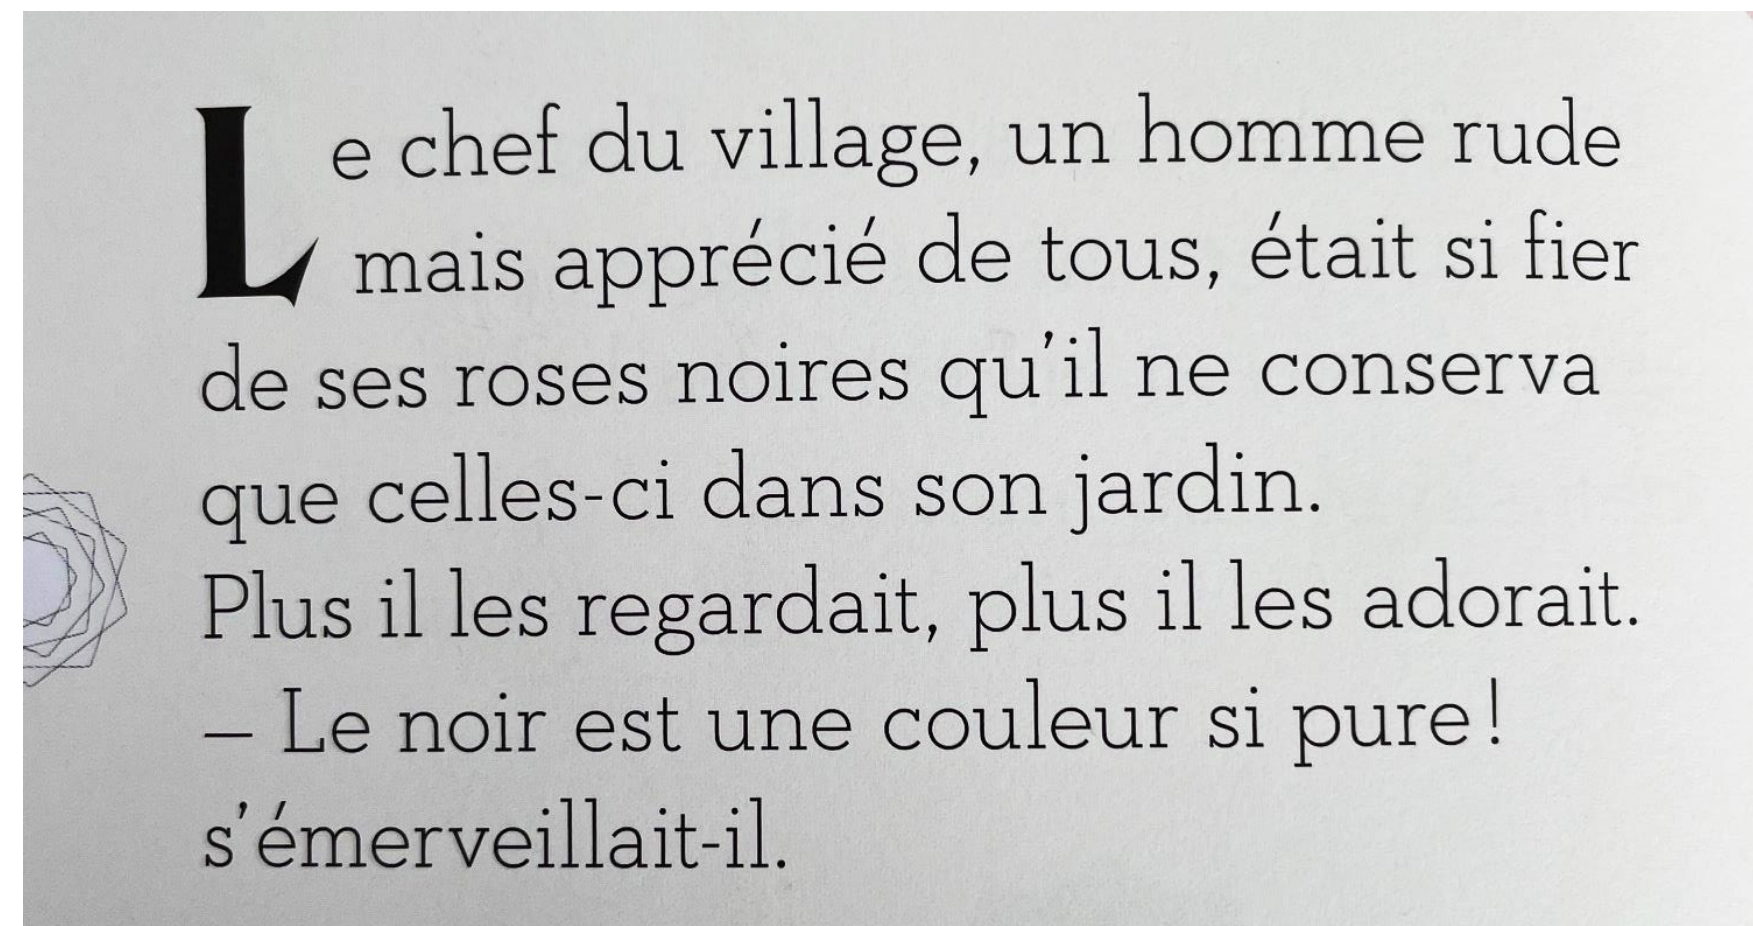 Le chef du village, un homme rude
mais apprécié de tous, était si fier
de ses roses noires qu'il ne conserva
que celles-ci dans son jardin.
Plus il les regardait, plus il les adorait.
– Le noir est une couleur si pure !
s'émerveillait-il.